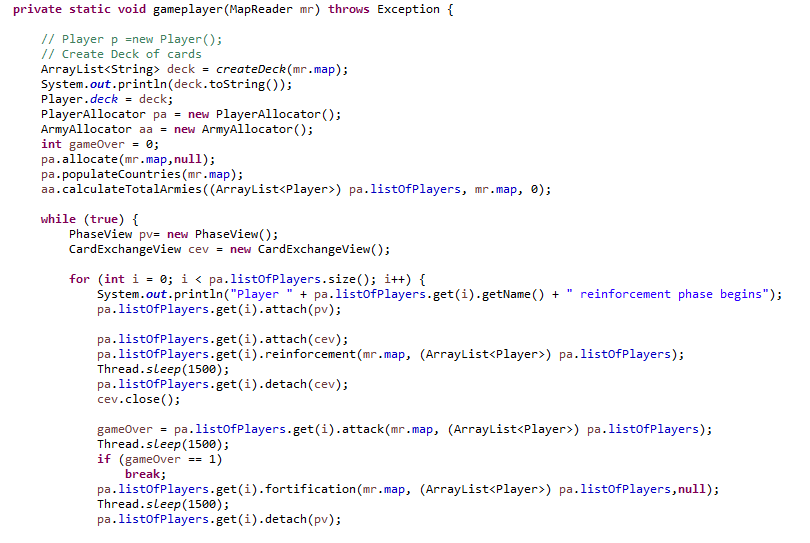 private static void gameplayer(MapReader mr) throws Exception {
// Player p =new Player();
// Create Deck of cards
ArrayList<String> deck = createDeck(mr.map);
System.out.println(deck.toString());
Player.deck = deck;
PlayerAllocator pa = new PlayerAllocator();
ArmyAllocator aa = new ArmyAllocator();
int gameOver = 0;
pa.allocate(mr.map,null);
pa.populateCountries(mr.map);
aa.calculateTotalArmies((ArrayList<Player>) pa.listOfPlayers, mr.map, 0);
while (true) {
PhaseView pv= new PhaseView();
CardExchangeView cev = new CardExchangeView();
for (int i = 0; i < pa.listOfPlayers.size(); i++) {
System.out.println("Player " + pa.listOfPlayers.get(i).getName() + " reinforcement phase begins");
pa.listOfPlayers.get(i).attach(pv);
pa.listOfPlayers.get(i).attach(cev);
pa.listOfPlayers.get(i).reinforcement(mr.map, (ArrayList<Player>) pa.listOfPlayers);
Thread.sleep(1500);
pa.listOfPlayers.get(i).detach(cev);
cev.close();
gameOver = pa.listOfPlayers.get(i).attack(mr.map, (ArrayList<Player>) pa.listOfPlayers);
Thread.sleep(1500);
if (gameOver == 1)
break;
pa.listOfPlayers.get(i).fortification(mr.map, (ArrayList<Player>) pa.listOfPlayers,null);
Thread.sleep(1500);
pa.listOfPlayers.get(i).detach(pv);